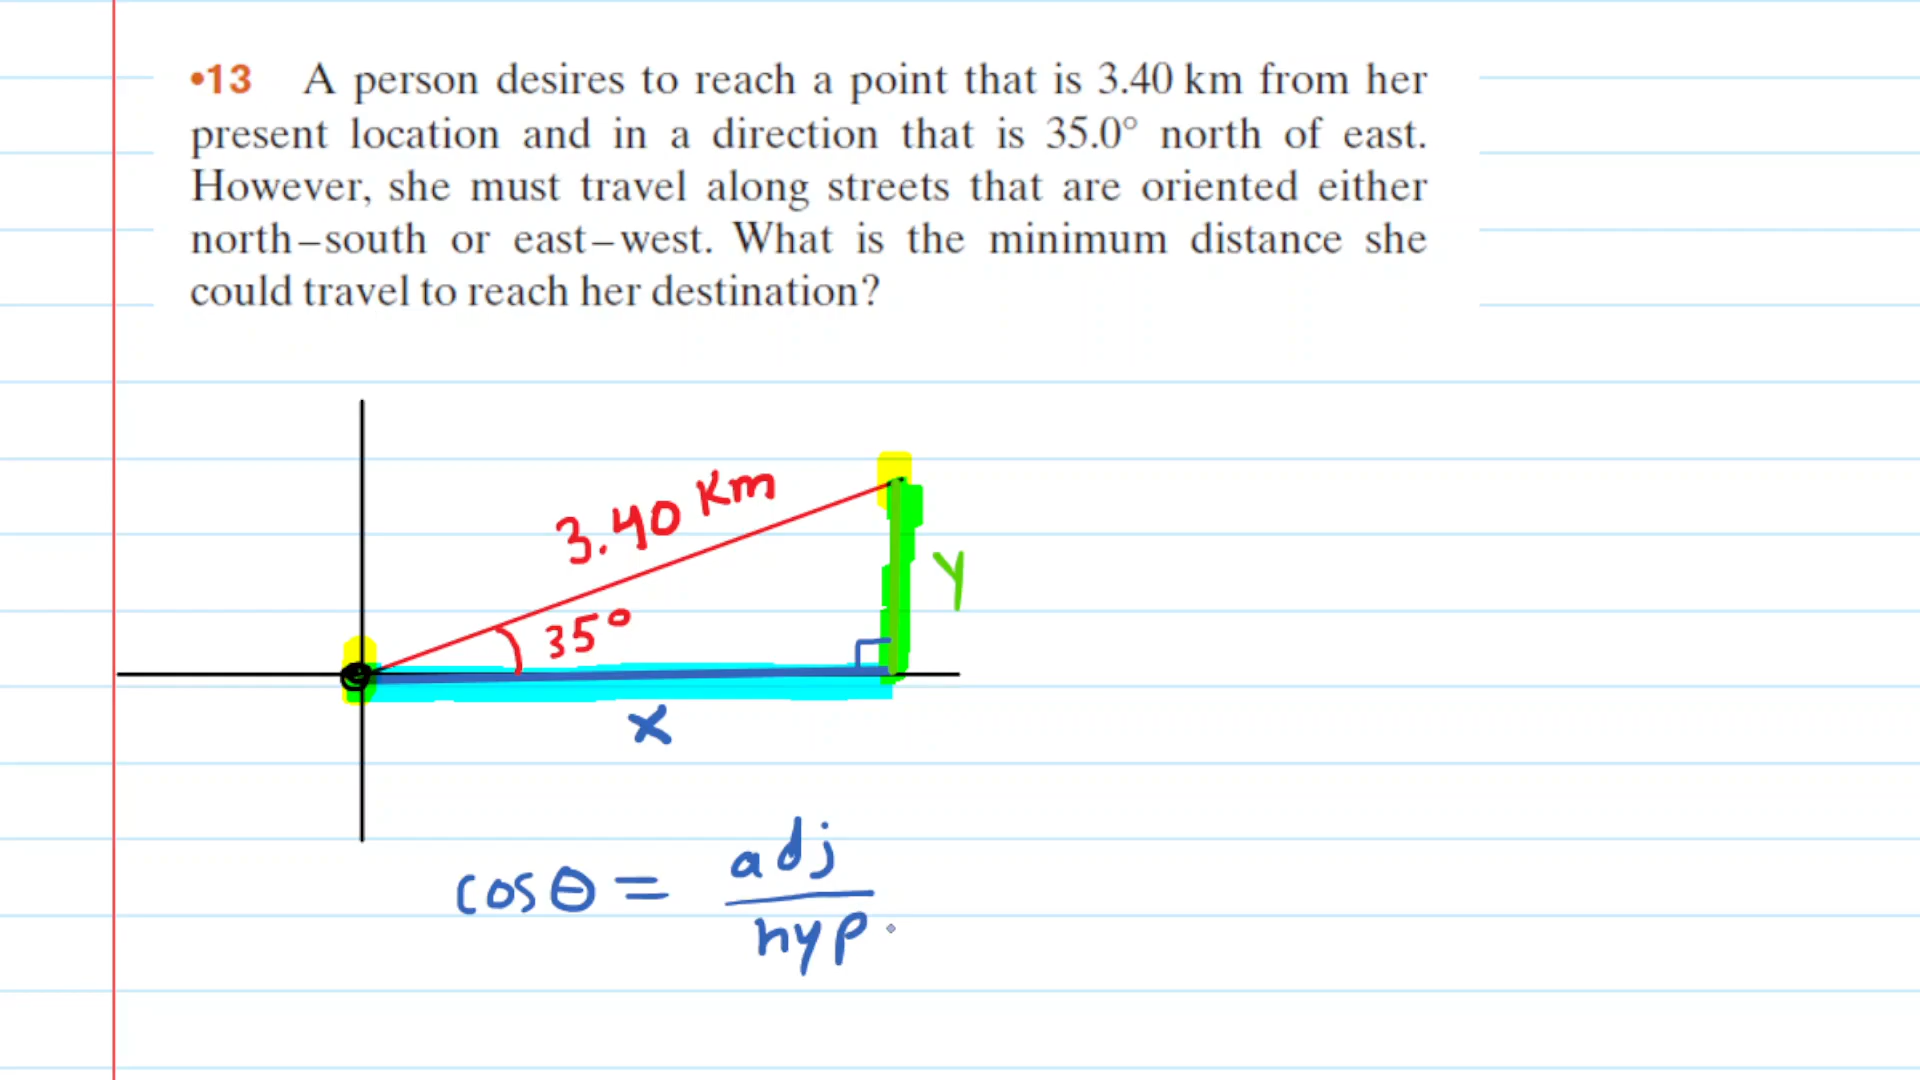 •13 A person desires to reach a point that is 3.40 km from her
present location and in a direction that is 35.0° north of east.
However, she must travel along streets that are oriented either
north–south or east–west. What is the minimum distance she
could travel to reach her destination?
3.40 Km
35°
y
x
cosθ = adj
hyp